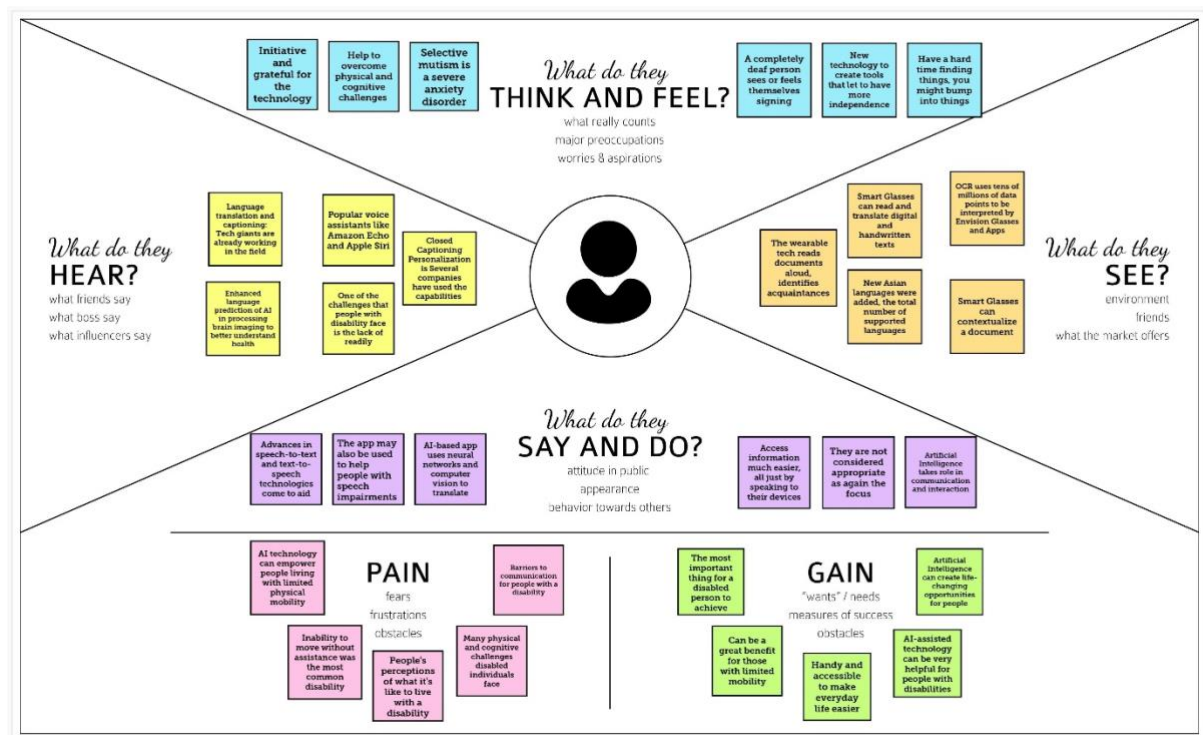 Initiative
and
grateful for
the
technology
Help to
overcome
physical and
cognitive
challenges
Selective
mutism is
a severe
anxiety
disorder
What do they
THINK AND FEEL?
what really counts
major preoccupations
worries & aspirations
A completely
deaf person
sees or feels
themselves
signing
New
technology to
create tools
that let to have
more
independence
Have a hard
time finding
things, you
might bump
into things
What do they
HEAR?
what friends say
what boss say
what influencers say
Language
translation and
captioning:
Tech giants are
already working
in the field
Popular voice
assistants like
Amazon Echo
and Apple Siri
Closed
Captioning
Personalization
is Several
companies
have used the
capabilities
Enhanced
language
prediction of AI
in processing
brain imaging to
better understand
health
One of the
challenges that
people with
disability face
is the lack of
readily
Smart Glasses
can read and
translate digital
and
handwritten
texts
OCR uses tens of
millions of data
points to be
interpreted by
Envision Glasses
and Apps
The wearable
tech reads
documents
aloud,
identifies
acquaintances
New Asian
languages were
added, the total
number of
supported
languages
Smart Glasses
can
contextualize
a document
What do they
SEE?
environment
friends
what the market offers
What do they
SAY AND DO?
attitude in public
appearance
behavior towards others
Advances in
speech-to-text
and text-to-
speech
technologies
come to aid
The app may
also be used
to help
people with
speech
impairments
AI-based app
uses neural
networks and
computer
vision to
translate
Access
information
much easier,
all just by
speaking to
their devices
They are not
considered
appropriate
as again the
focus
Artificial
Intelligence
takes role in
communication
and interaction
PAIN
fears
frustrations
obstacles
AI technology
can empower
people living
with limited
physical
mobility
Barriers to
communication
for people with a
disability
Inability to
move without
assistance was
the most
common
disability
People's
perceptions
of what it's
like to live
with a
disability
Many physical
and cognitive
challenges
disabled
individuals
face
GAIN
"wants" / needs
measures of success
obstacles
The most
important
thing for a
disabled
person to
achieve
Artificial
Intelligence
can create life-
changing
opportunities
for people
Can be a
great benefit
for those
with limited
mobility
Handy and
accessible
to make
everyday
life easier
AI-assisted
technology
can be very
helpful for
people with
disabilities